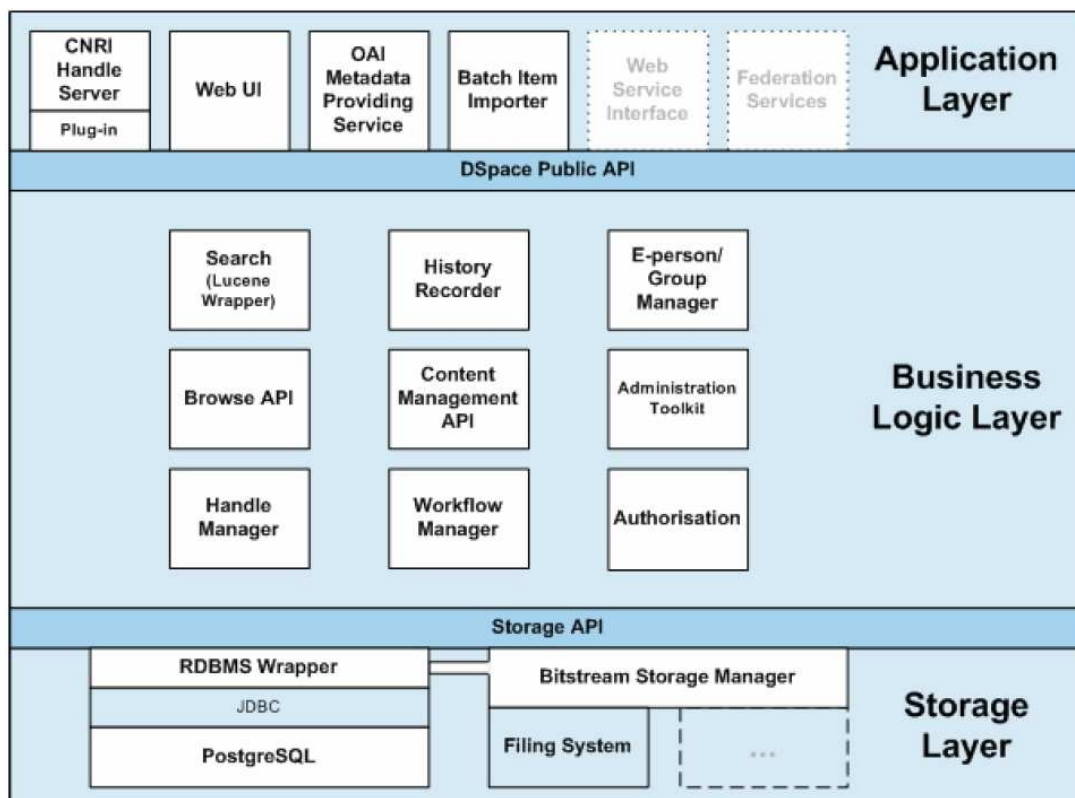 CNRI
Handle
Server
Plug-in
Web UI
OAI
Metadata
Providing
Service
Batch Item
Importer
Web
Service
Interface
Federation
Services
Application
Layer
DSpace Public API
Search
(Lucene
Wrapper)
History
Recorder
E-person/
Group
Manager
Browse API
Content
Management
API
Administration
Toolkit
Business
Logic Layer
Handle
Manager
Workflow
Manager
Authorisation
Storage API
RDBMS Wrapper
JDBC
PostgreSQL
Bitstream Storage Manager
Filing System
...
Storage
Layer